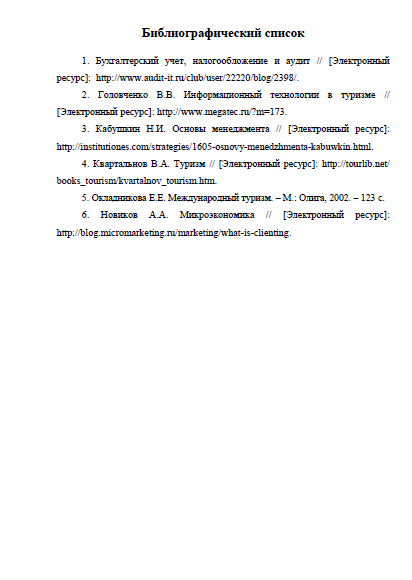 Библиографический список
1. Бухгалтерский учет, налогообложение и аудит // [Электронный
ресурс]: http://www.audit-it.ru/club/user/22220/blog/2398/.
2. Головченко В.В. Информационный технологии в туризме //
[Электронный ресурс]: http://www.megatec.ru/?m=173.
3. Кабушкин Н.И. Основы менеджмента // [Электронный ресурс]:
http://institutiones.com/strategies/1605-osnovy-menedzhmenta-kabuwkin.html.
4. Квартальнов В.А. Туризм // [Электронный ресурс]: http://tourlib.net/
books_tourism/kvartalnov_tourism.htm.
5. Окладникова Е.Е. Международный туризм. – М.: Олига, 2002. – 123 с.
6. Новиков А.А. Микроэкономика // [Электронный ресурс]:
http://blog.micromarketing.ru/marketing/what-is-clienting.